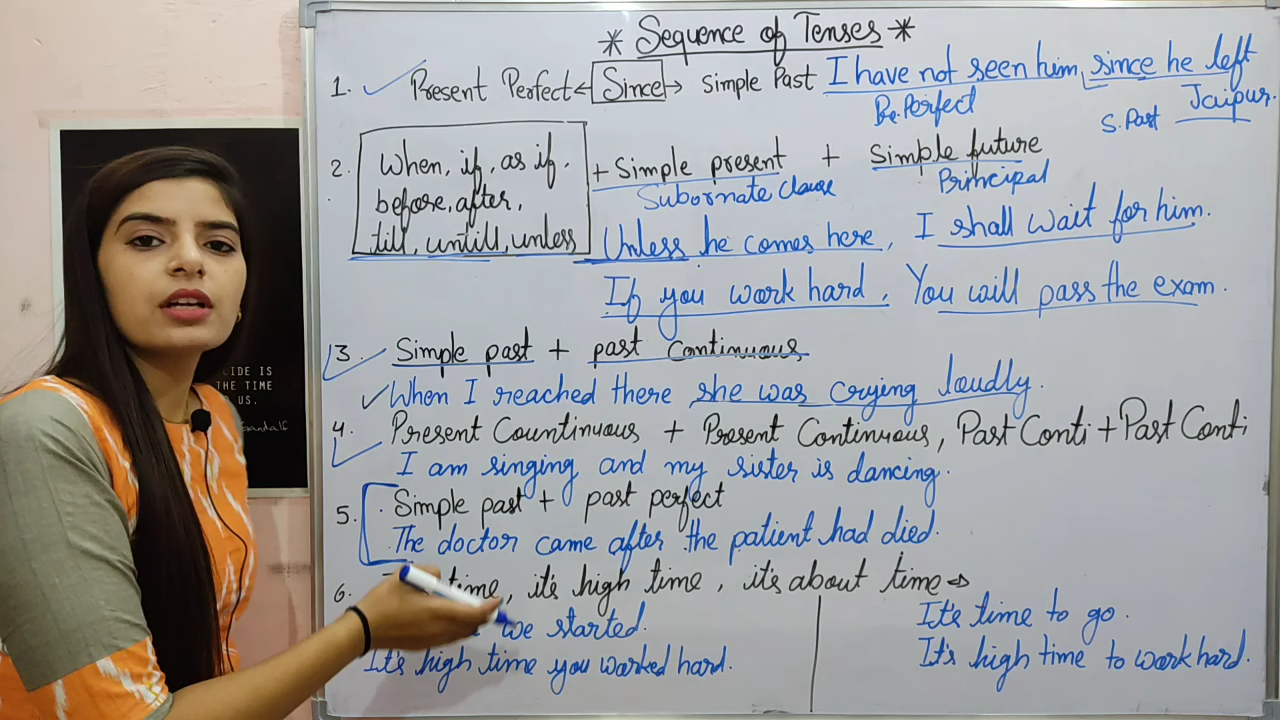 * Sequence of Tenses *
1. Present Perfect ← Since → Simple Past I have not seen him, since he left Jaipur.
Pre. Perfect S. Past
2. When, if, as if, before, after, till, untill, unless + Simple present + Simple future
Subornate Clause Principal
Unless he comes here, I shall wait for him.
If you work hard, You will pass the exam.
3. Simple past + past Continuous
When I reached there she was crying loudly.
4. Present Countinuous + Present Continuous, Past Conti + Past Conti
I am singing and my sister is dancing.
5. Simple past + past perfect
The doctor came after the patient had died.
6. time, it's high time, it's about time ⇒
we started.
It's time to go.
It's high time you worked hard.
It's high time to work hard.
IDE IS
THE TIME
US.
Gandalf